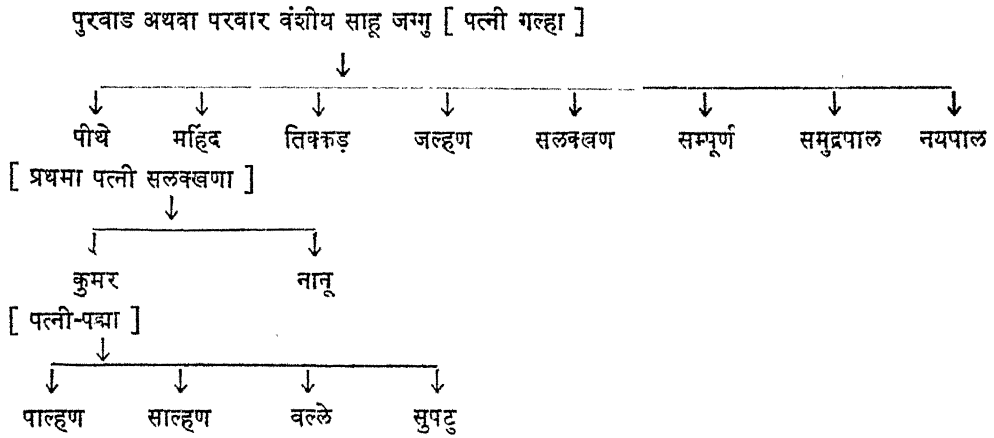 पुरवाड अथवा परवार वंशीय साहू जग्गु [ पत्नी गल्हा ]
पीथे महिंद तिक्कड़ जल्हण सलक्खण सम्पूर्ण समुद्रपाल नयपाल
[ प्रथमा पत्नी सलक्खणा ]
कुमर नानू
[ पत्नी-पद्मा ]
पाल्हण साल्हण वल्ले सुपटु